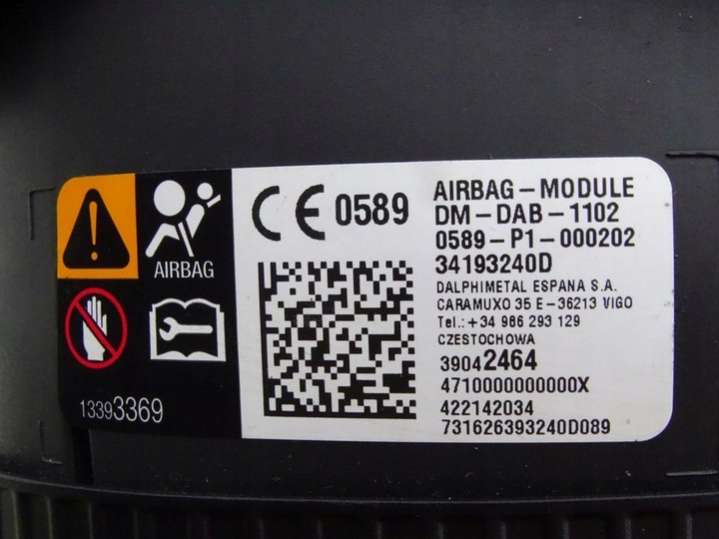 AIRBAG
13393369
CE 0589
AIRBAG-MODULE
DM-DAB-1102
0589-P1-000202
34193240D
DALPHIMETAL ESPANA S.A.
CARAMUXO 35 E-36213 VIGO
Tel.: +34 986 293 129
CZESTOCHOWA
39042464
4710000000000X
422142034
731626393240D089